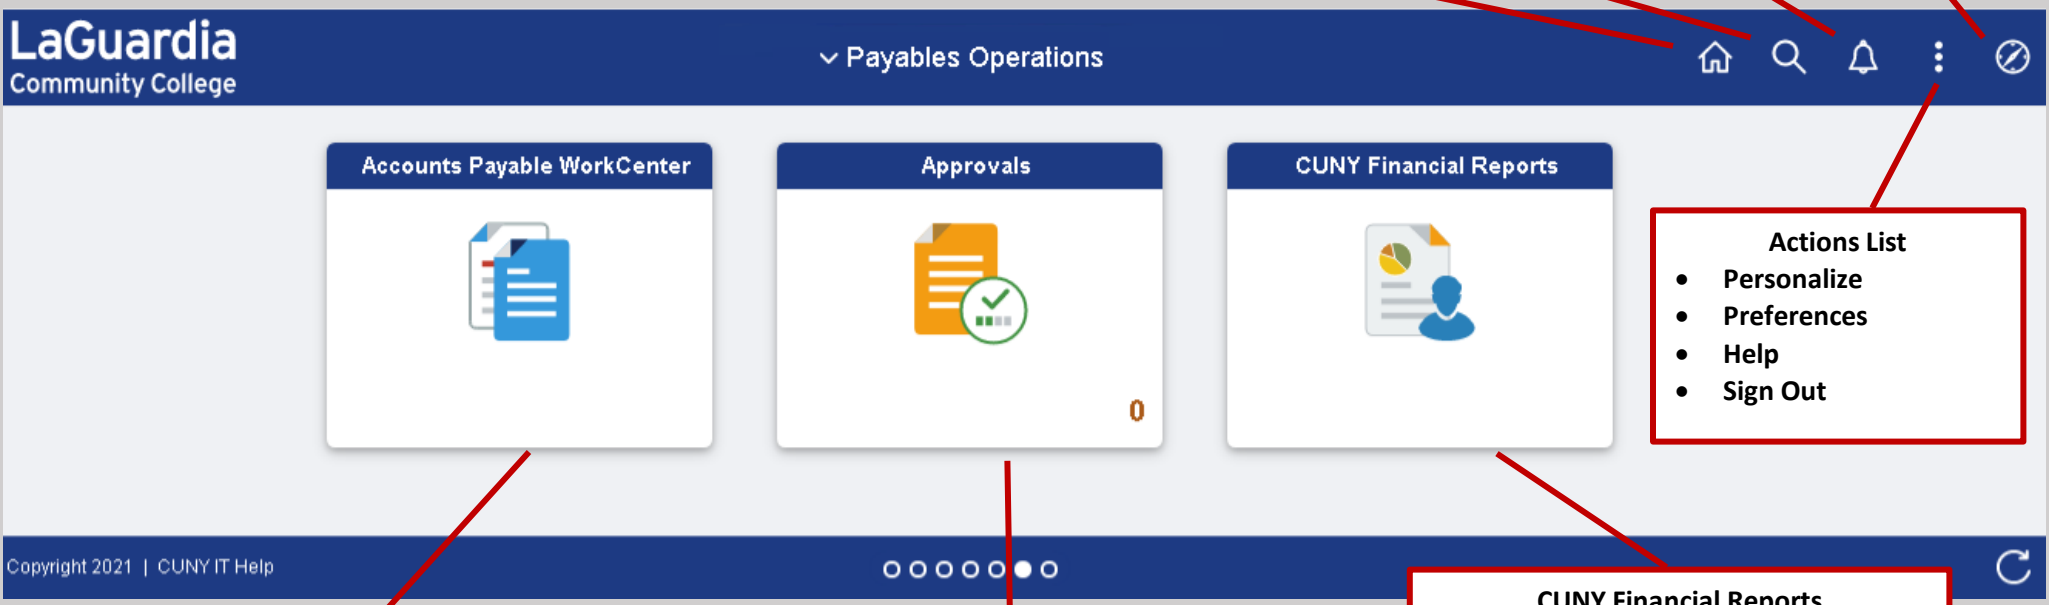 LaGuardia
Community College
Payables Operations
Accounts Payable WorkCenter
Approvals
CUNY Financial Reports
0
Actions List
• Personalize
• Preferences
• Help
• Sign Out
Copyright 2021 | CUNY IT Help
CUNY Financial Reports